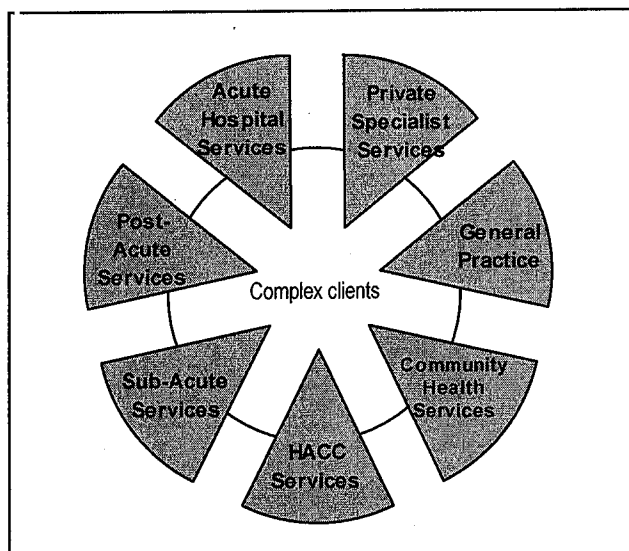 Acute
Hospital
Services
Private
Specialist
Services
General
Practice
Community
Health
Services
HACC
Services
Sub-Acute
Services
Post-
Acute
Services
Complex clients